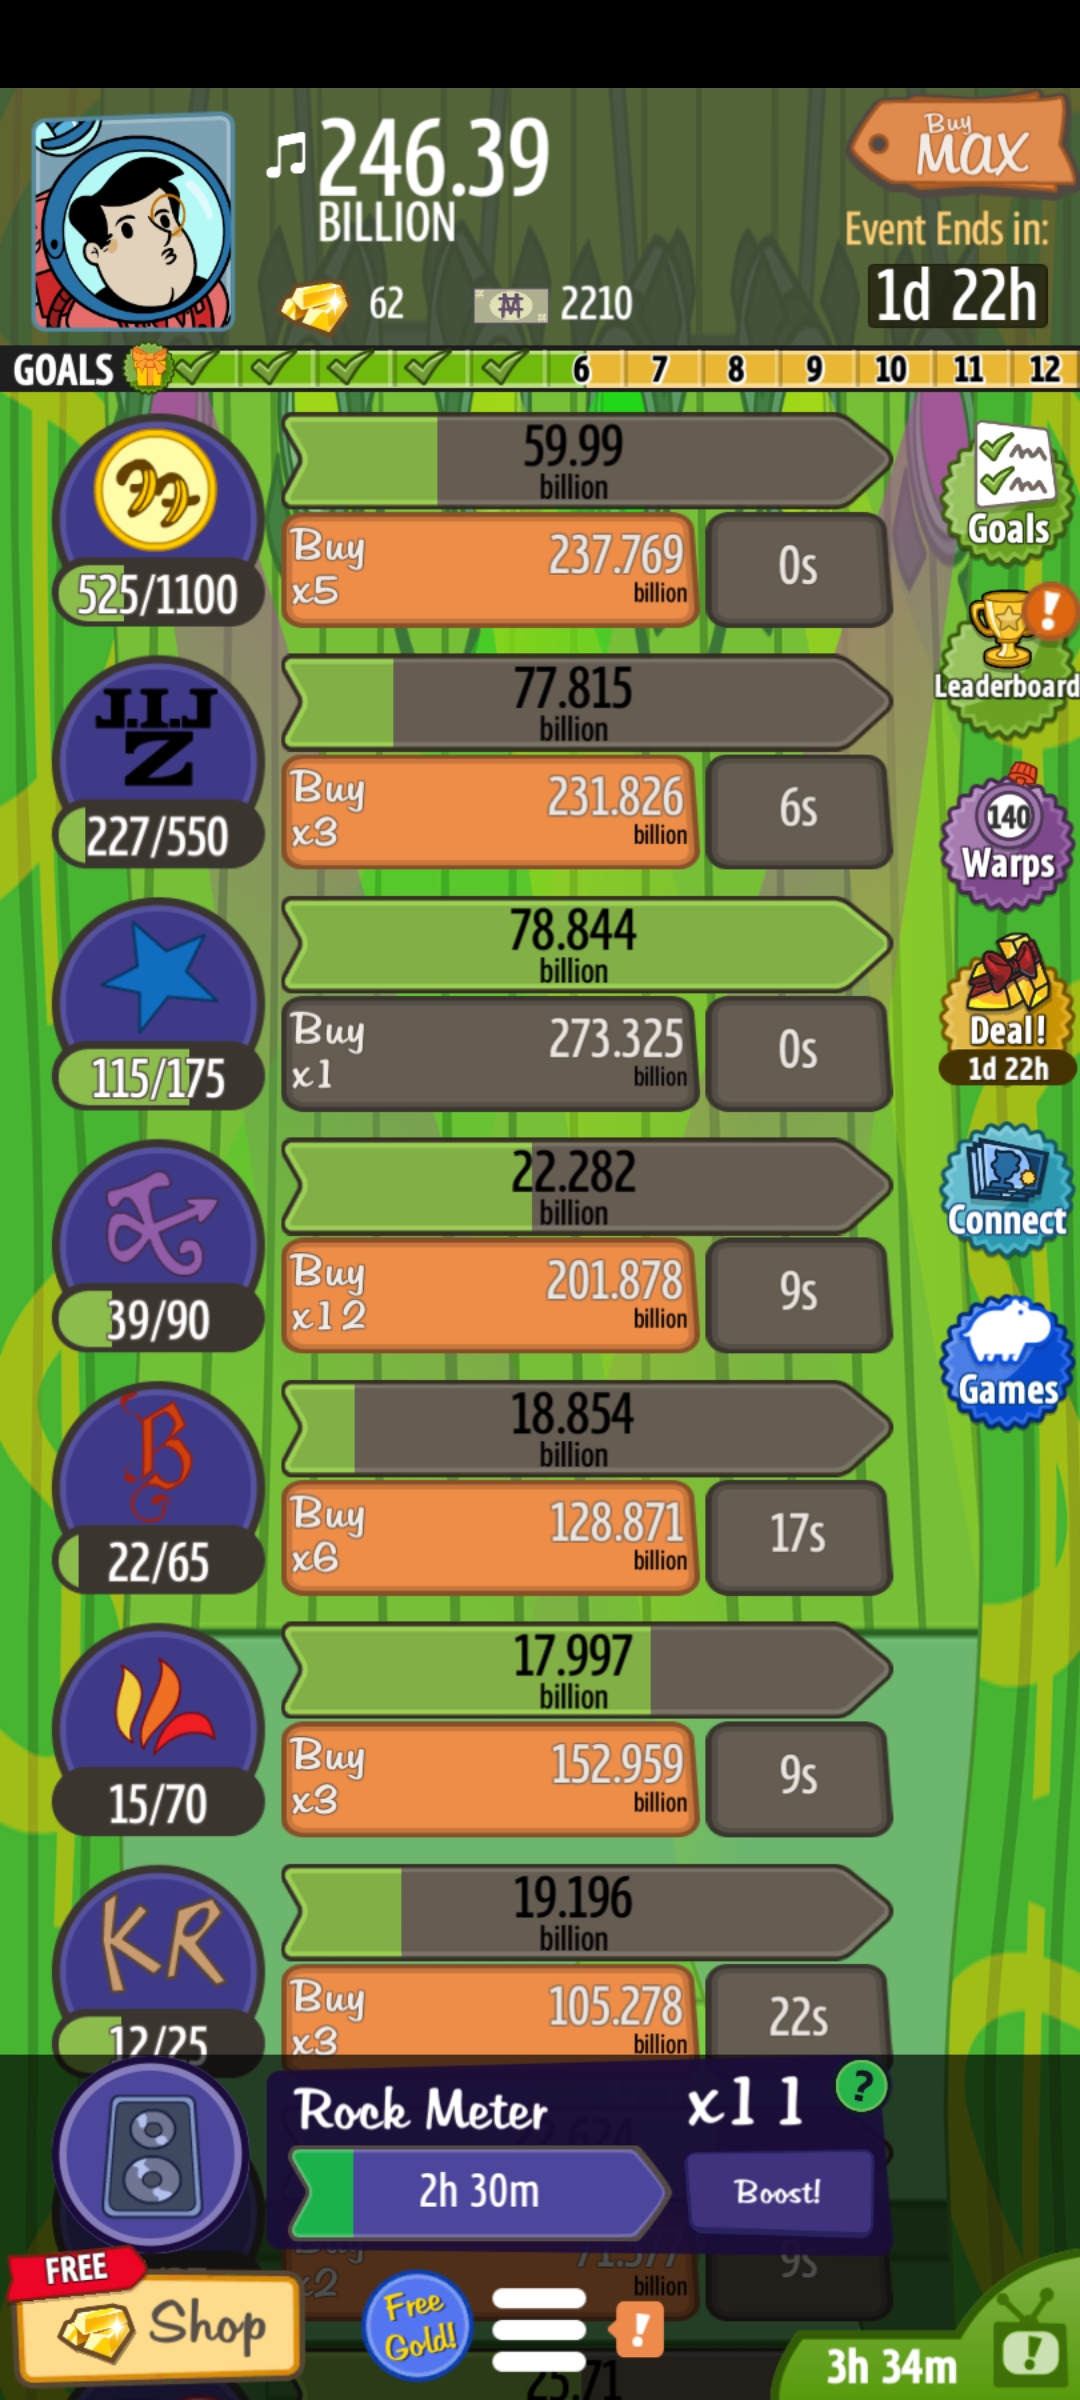 246.39
BILLION
Buy
MAX
Event Ends in:
1d 22h
62
2210
GOALS
6 7 8 9 10 11 12
59.99
billion
Buy
x5
237.769
billion
0s
525/1100
Goals
J.I.J
Z
77.815
billion
Buy
x3
231.826
billion
6s
227/550
Leaderboard
140
Warps
78.844
billion
Buy
x1
273.325
billion
0s
115/175
Deal!
1d 22h
22.282
billion
Buy
x12
201.878
billion
9s
39/90
Connect
B
18.854
billion
Buy
x6
128.871
billion
17s
22/65
Games
17.997
billion
Buy
x3
152.959
billion
9s
15/70
KR
19.196
billion
Buy
x3
105.278
billion
22s
12/25
Rock Meter
x11
?
2h 30m
Boost!
Buy
x2
71.577
billion
9s
FREE
Shop
Free
Gold!
!
25.71
3h 34m